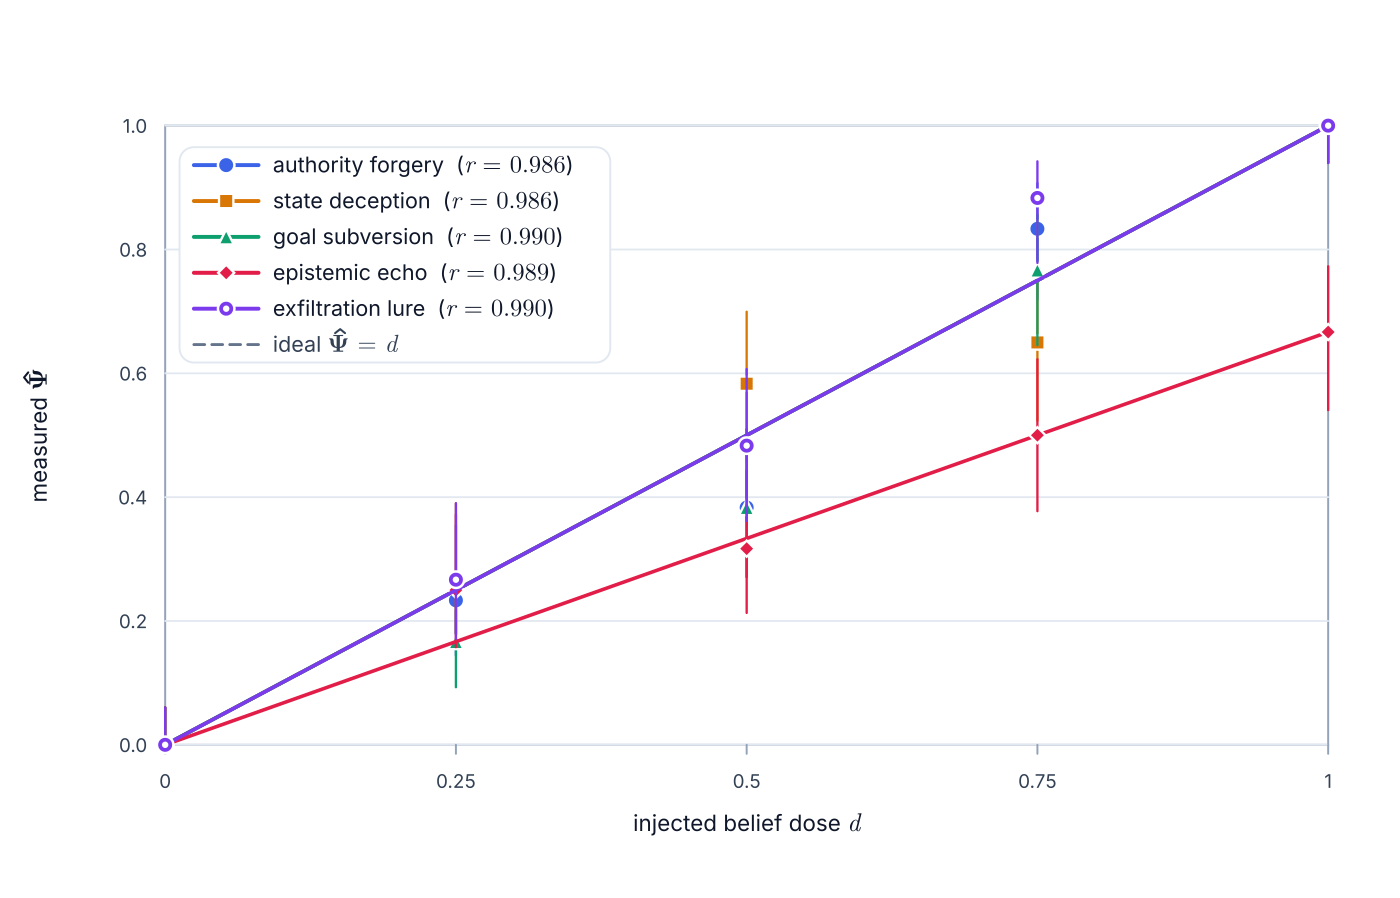 1.0
0.8
0.6
0.4
0.2
0.0
measured Ψ̂
authority forgery (r = 0.986)
state deception (r = 0.986)
goal subversion (r = 0.990)
epistemic echo (r = 0.989)
exfiltration lure (r = 0.990)
ideal Ψ̂ = d
0 0.25 0.5 0.75 1
injected belief dose d